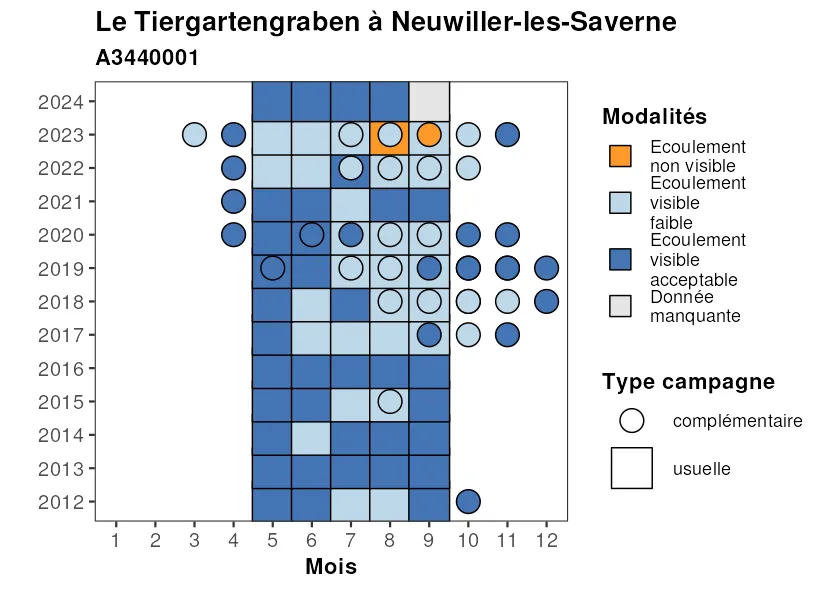 Le Tiergartengraben à Neuwiller-les-Saverne
A3440001
2024
2023
2022
2021
2020
2019
2018
2017
2016
2015
2014
2013
2012
1 2 3 4 5 6 7 8 9 10 11 12
Mois
Modalités
Ecoulement
non visible
Ecoulement
visible
faible
Ecoulement
visible
acceptable
Donnée
manquante
Type campagne
complémentaire
usuelle